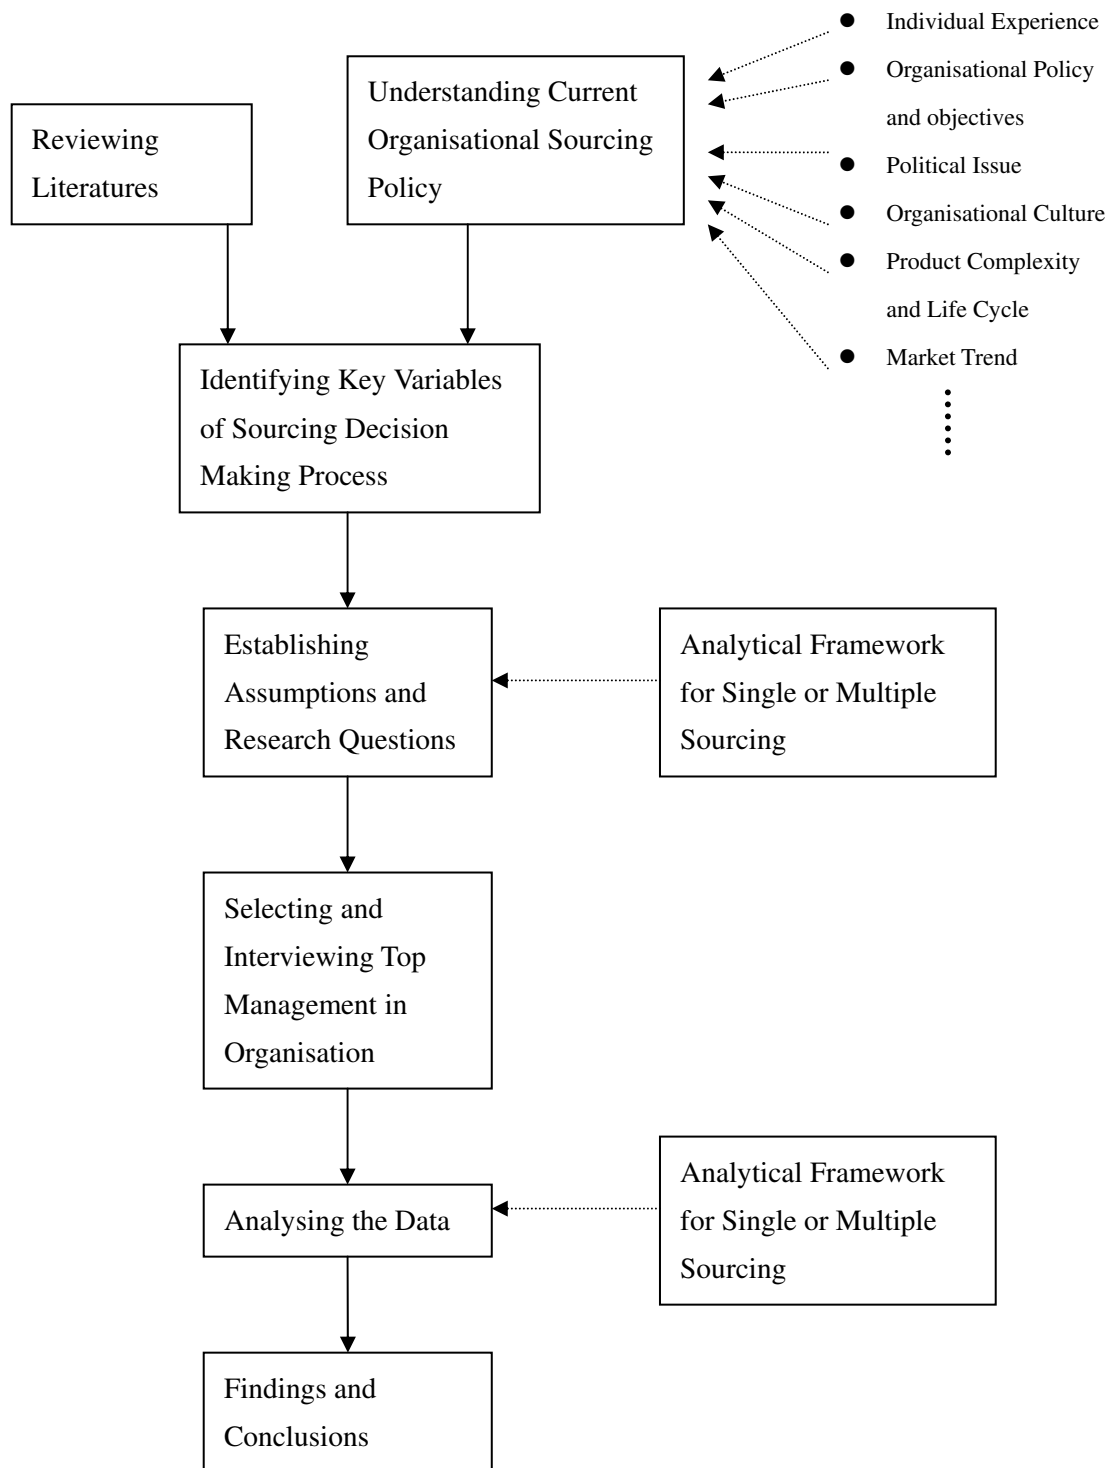 Individual Experience
Organisational Policy
and objectives
Political Issue
Organisational Culture
Product Complexity
and Life Cycle
Market Trend
Understanding Current
Organisational Sourcing
Policy
Reviewing
Literatures
Identifying Key Variables
of Sourcing Decision
Making Process
Establishing
Assumptions and
Research Questions
Analytical Framework
for Single or Multiple
Sourcing
Selecting and
Interviewing Top
Management in
Organisation
Analysing the Data
Analytical Framework
for Single or Multiple
Sourcing
Findings and
Conclusions